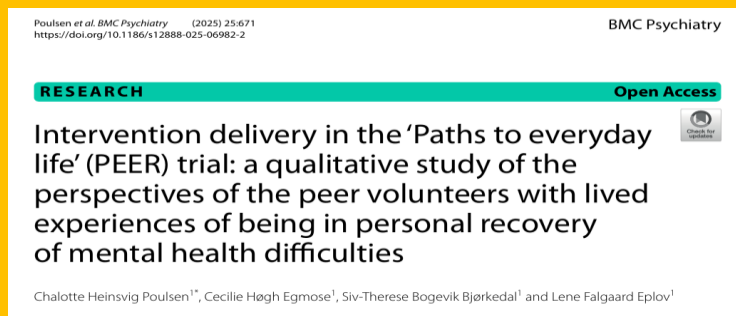 Poulsen et al. BMC Psychiatry (2025) 25:671
https://doi.org/10.1186/s12888-025-06982-2
BMC Psychiatry
RESEARCH
Open Access
Check for
updates
Intervention delivery in the ‘Paths to everyday
life’ (PEER) trial: a qualitative study of the
perspectives of the peer volunteers with lived
experiences of being in personal recovery
of mental health difficulties
Chalotte Heinsvig Poulsen1*, Cecilie Høgh Egmose1, Siv-Therese Bogevik Bjørkedal1 and Lene Falgaard Eplov1